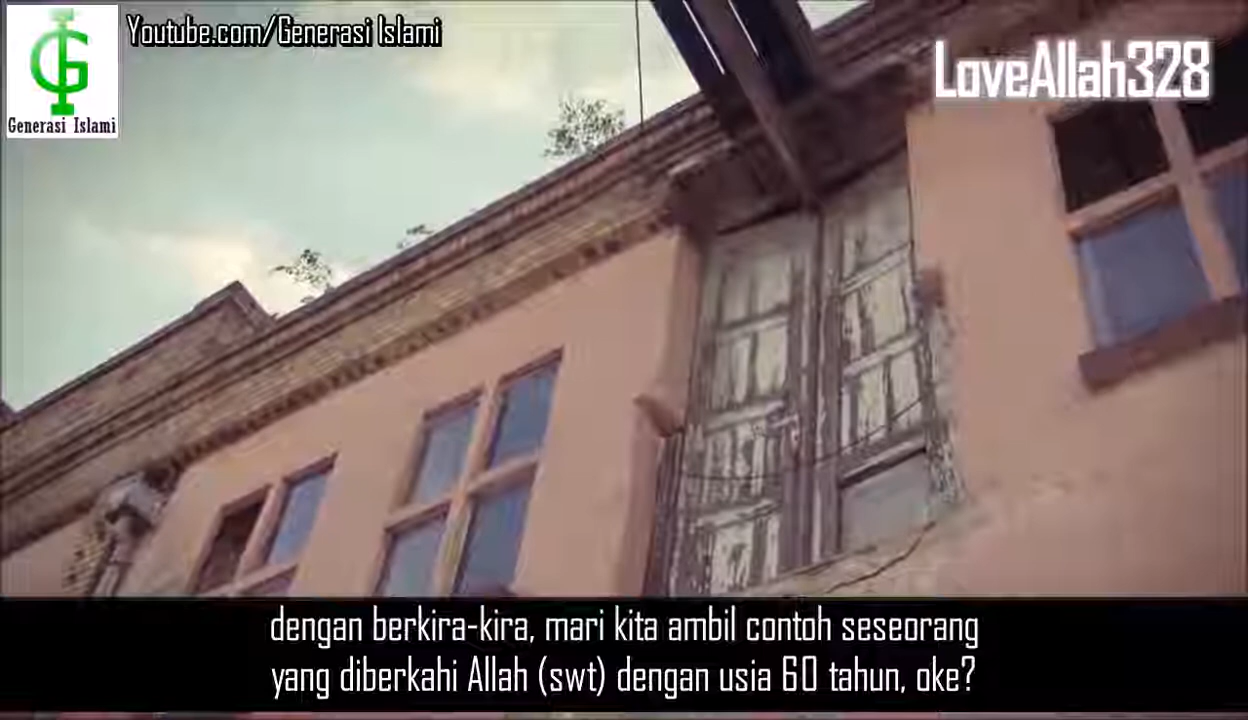 Youtube.com/Generasi Islami
LoveAllah328
GI
Generasi Islami
dengan berkira-kira, mari kita ambil contoh seseorang
yang diberkahi Allah (swt) dengan usia 60 tahun, oke?